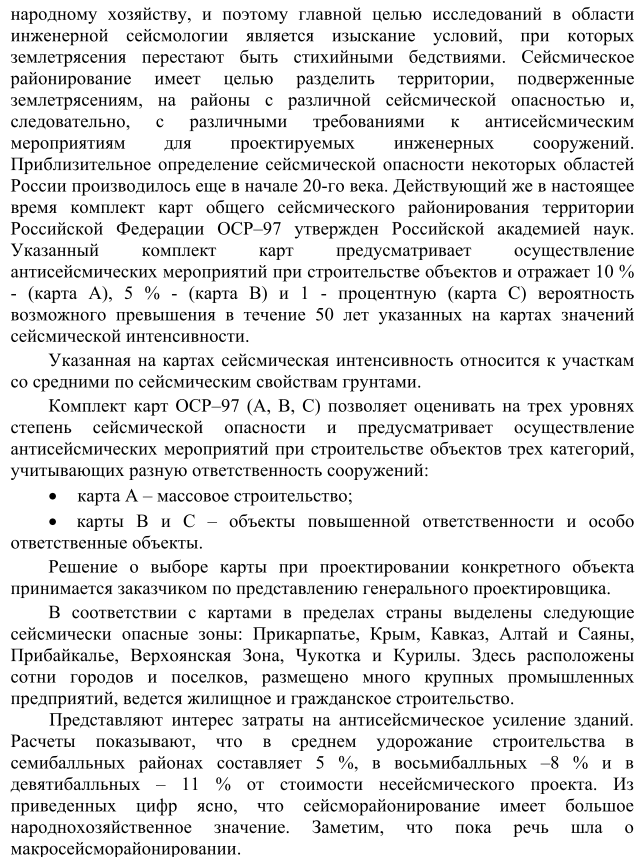 народному хозяйству, и поэтому главной целью исследований в области
инженерной сейсмологии является изыскание условий, при которых
землетрясения перестают быть стихийными бедствиями. Сейсмическое
районирование имеет целью разделить территории, подверженные
землетрясениям, на районы с различной сейсмической опасностью и,
следовательно, с различными требованиями к антисейсмическим
мероприятиям для проектируемых инженерных сооружений.
Приблизительное определение сейсмической опасности некоторых областей
России производилось еще в начале 20-го века. Действующий же в настоящее
время комплект карт общего сейсмического районирования территории
Российской Федерации ОСР–97 утвержден Российской академией наук.
Указанный комплект карт предусматривает осуществление
антисейсмических мероприятий при строительстве объектов и отражает 10 %
- (карта А), 5 % - (карта В) и 1 - процентную (карта С) вероятность
возможного превышения в течение 50 лет указанных на картах значений
сейсмической интенсивности.
Указанная на картах сейсмическая интенсивность относится к участкам
со средними по сейсмическим свойствам грунтами.
Комплект карт ОСР–97 (А, В, С) позволяет оценивать на трех уровнях
степень сейсмической опасности и предусматривает осуществление
антисейсмических мероприятий при строительстве объектов трех категорий,
учитывающих разную ответственность сооружений:
• карта А – массовое строительство;
• карты В и С – объекты повышенной ответственности и особо
ответственные объекты.
Решение о выборе карты при проектировании конкретного объекта
принимается заказчиком по представлению генерального проектировщика.
В соответствии с картами в пределах страны выделены следующие
сейсмически опасные зоны: Прикарпатье, Крым, Кавказ, Алтай и Саяны,
Прибайкалье, Верхоянская Зона, Чукотка и Курилы. Здесь расположены
сотни городов и поселков, размещено много крупных промышленных
предприятий, ведется жилищное и гражданское строительство.
Представляют интерес затраты на антисейсмическое усиление зданий.
Расчеты показывают, что в среднем удорожание строительства в
семибалльных районах составляет 5 %, в восьмибалльных –8 % и в
девятибалльных – 11 % от стоимости несейсмического проекта. Из
приведенных цифр ясно, что сейсморайонирование имеет большое
народнохозяйственное значение. Заметим, что пока речь шла о
макросейсморайонировании.